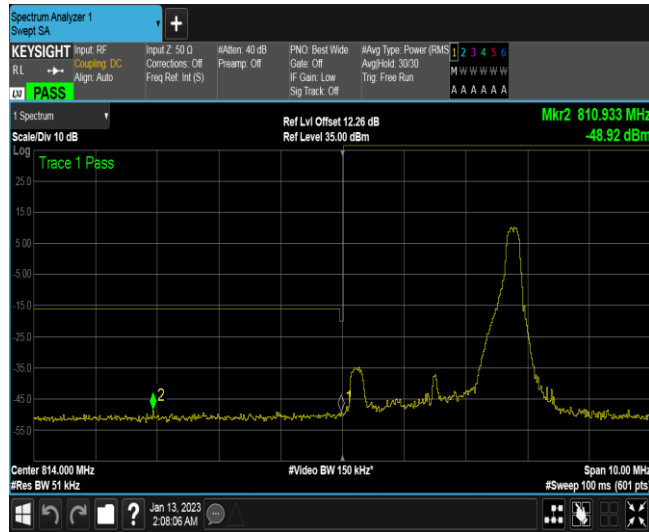 Spectrum Analyzer 1
Swept SA
+
KEYSIGHT
RL
LXI PASS
Input: RF
Coupling: DC
Align: Auto
Input Z: 50 Ω
Corrections: Off
Freq Ref: Int (S)
#Atten: 40 dB
Preamp: Off
PNO: Best Wide
Gate: Off
IF Gain: Low
Sig Track: Off
#Avg Type: Power (RMS
Avg|Hold: 30/30
Trig: Free Run
1 2 3 4 5 6
M W W W W W
A A A A A A
1 Spectrum
Scale/Div 10 dB
Ref Lvl Offset 12.26 dB
Ref Level 35.00 dBm
Mkr2 810.933 MHz
-48.92 dBm
Log
Trace 1 Pass
25.0
15.0
5.00
-5.00
-15.0
-25.0
-35.0
-45.0
-55.0
2
1
Center 814.000 MHz
#Res BW 51 kHz
#Video BW 150 kHz*
Span 10.00 MHz
#Sweep 100 ms (601 pts)
?
Jan 13, 2023
2:08:06 AM